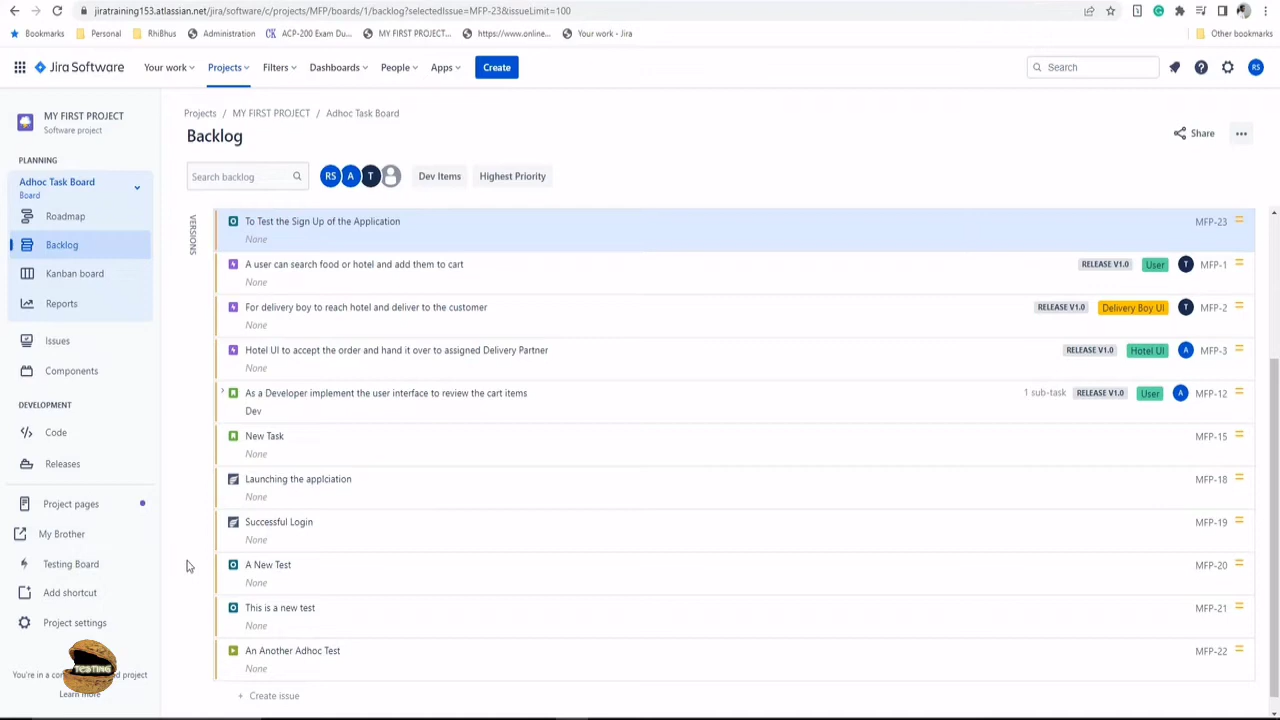 jiratraining153.atlassian.net/jira/software/c/projects/MFP/boards/1/backlog?selectedIssue=MFP-23&issueLimit=100
Bookmarks Personal RhiBhus Administration ACP-200 Exam Du... MY FIRST PROJECT... https://www.online... Your work - Jira Other bookmarks
Jira Software Your work Projects Filters Dashboards People Apps Create Search RS
MY FIRST PROJECT
Software project
PLANNING
Adhoc Task Board
Board
Roadmap
Backlog
Kanban board
Reports
Issues
Components
DEVELOPMENT
Code
Releases
Project pages
My Brother
Testing Board
Add shortcut
Project settings
TESTING
You're in a project
Learn more
Projects / MY FIRST PROJECT / Adhoc Task Board
Backlog
Share
Search backlog RS A T Dev Items Highest Priority
VERSIONS
To Test the Sign Up of the Application MFP-23
None
A user can search food or hotel and add them to cart RELEASE V1.0 User T MFP-1
None
For delivery boy to reach hotel and deliver to the customer RELEASE V1.0 Delivery Boy UI T MFP-2
None
Hotel UI to accept the order and hand it over to assigned Delivery Partner RELEASE V1.0 Hotel UI A MFP-3
None
As a Developer implement the user interface to review the cart items 1 sub-task RELEASE V1.0 User A MFP-12
Dev
New Task MFP-15
None
Launching the applciation MFP-18
None
Successful Login MFP-19
None
A New Test MFP-20
None
This is a new test MFP-21
None
An Another Adhoc Test MFP-22
None
+ Create issue